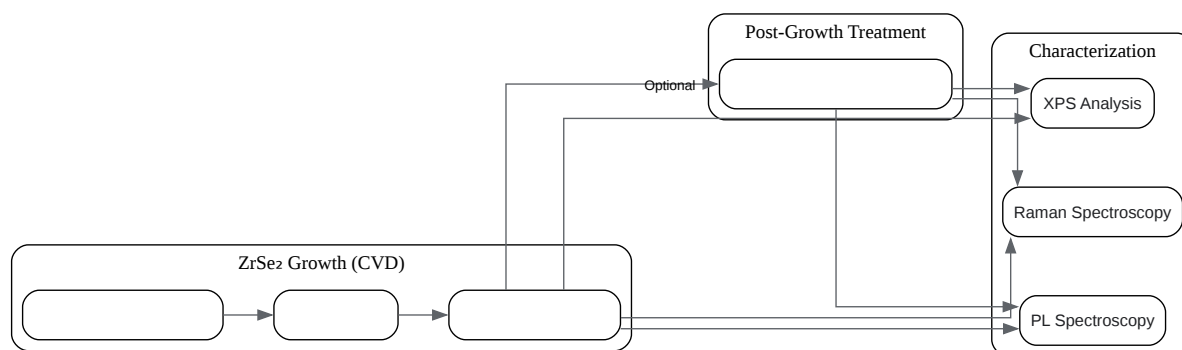 Post-Growth Treatment
Characterization
Optional
XPS Analysis
Raman Spectroscopy
ZrSe₂ Growth (CVD)
PL Spectroscopy